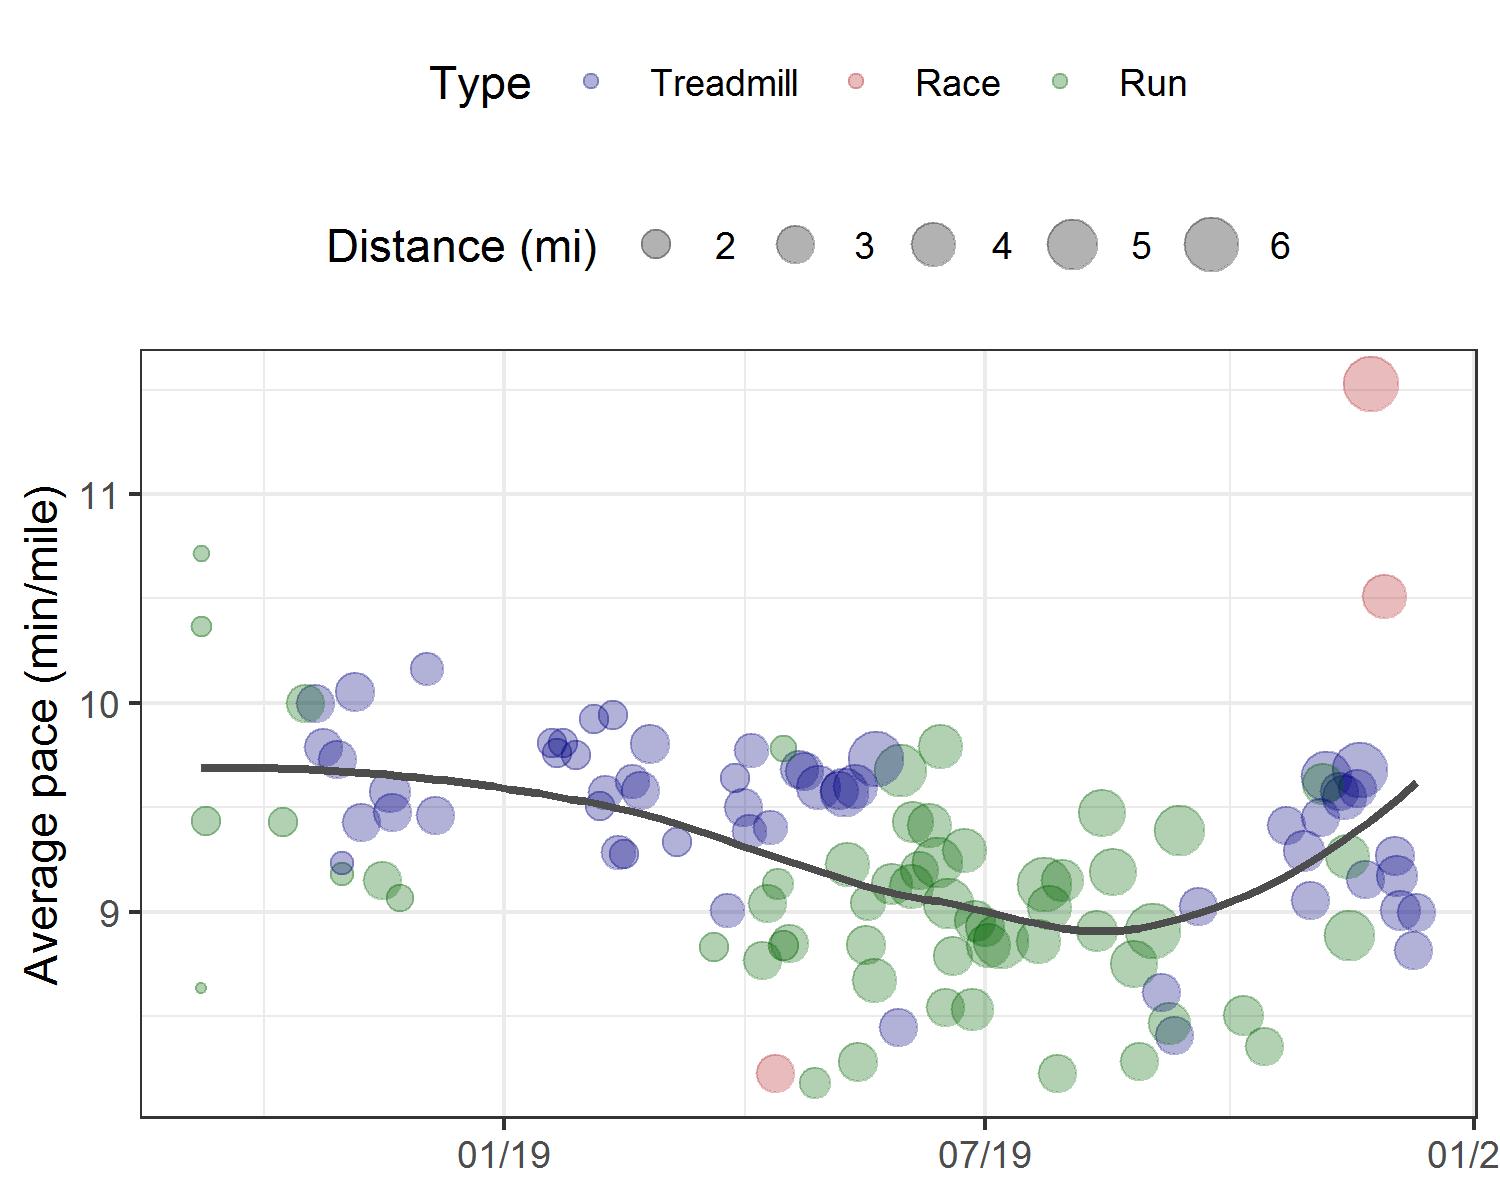 Type Treadmill Race Run
Distance (mi) 2 3 4 5 6
Average pace (min/mile)
11
10
9
01/19 07/19 01/2